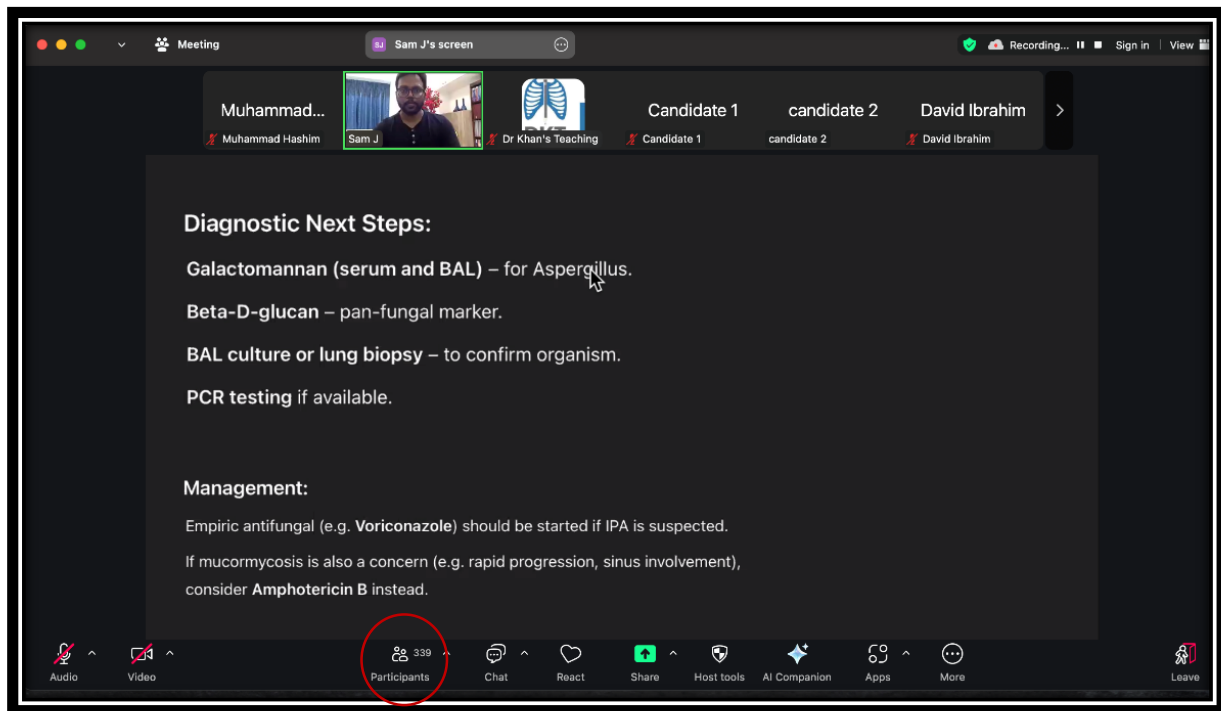 Meeting
SJ Sam J's screen
Recording... Sign in View
Muhammad... Candidate 1 candidate 2 David Ibrahim
Muhammad Hashim Sam J Dr Khan's Teaching Candidate 1 candidate 2 David Ibrahim
Diagnostic Next Steps:
Galactomannan (serum and BAL) – for Aspergillus.
Beta-D-glucan – pan-fungal marker.
BAL culture or lung biopsy – to confirm organism.
PCR testing if available.
Management:
Empiric antifungal (e.g. Voriconazole) should be started if IPA is suspected.
If mucormycosis is also a concern (e.g. rapid progression, sinus involvement),
consider Amphotericin B instead.
339
Audio Video Participants Chat React Share Host tools AI Companion Apps More Leave